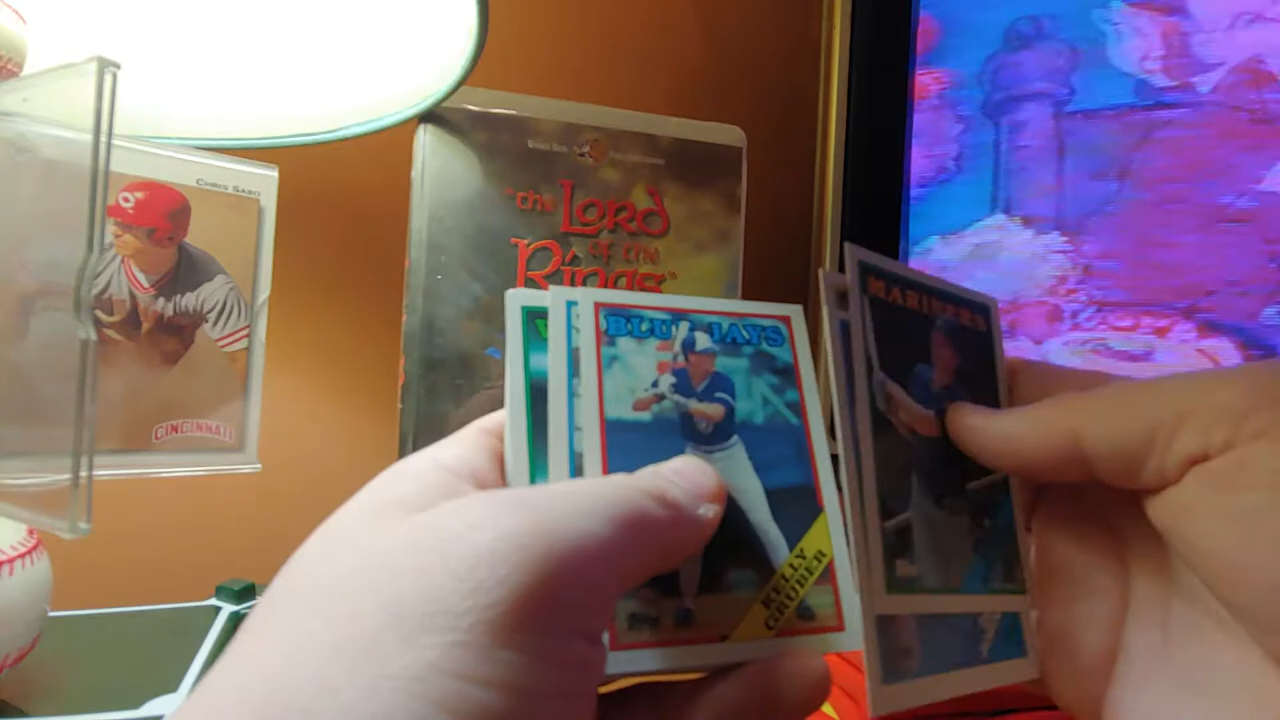 CHRIS SABO
CINCINNATI
"the Lord
of the
Rings"
BLUE JAYS
KELLY
GRUBER
MARINERS